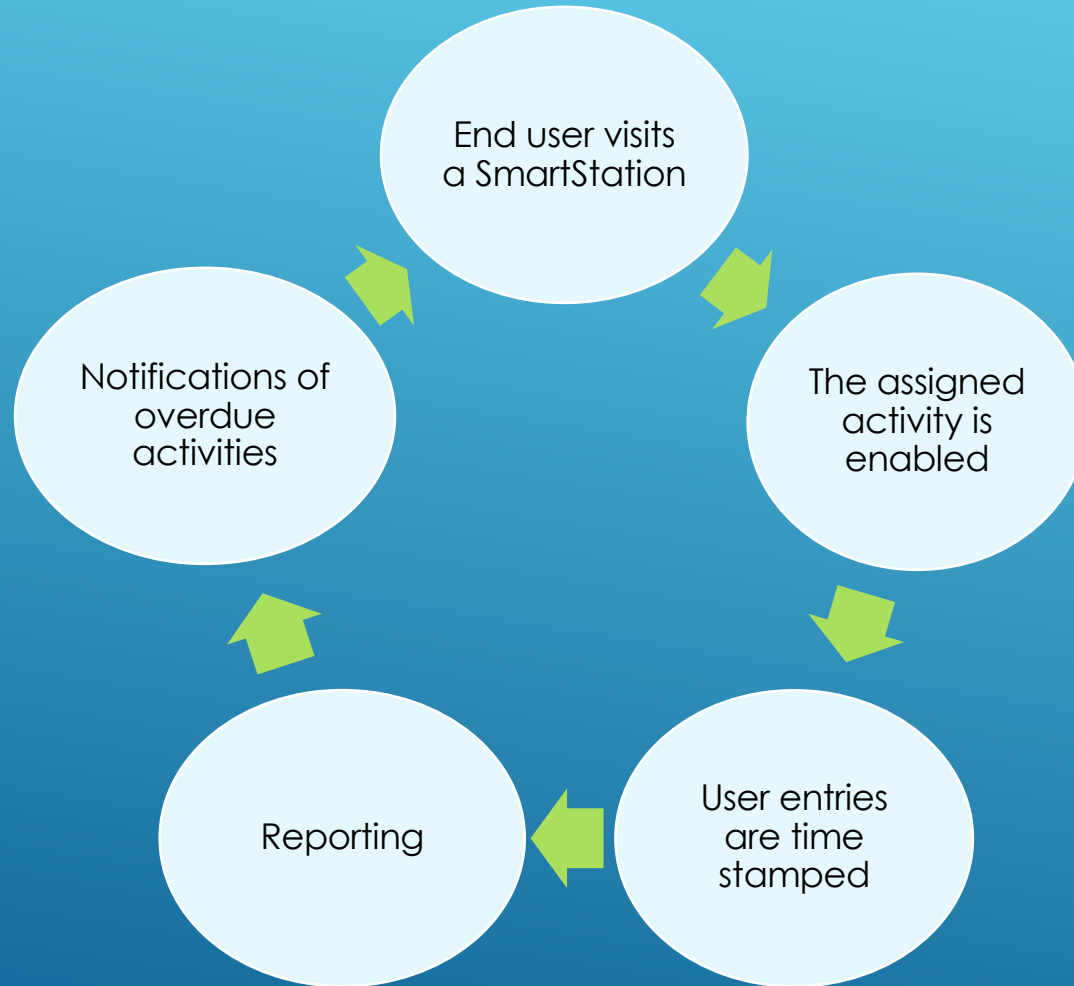 End user visits
a SmartStation
The assigned
activity is
enabled
User entries
are time
stamped
Reporting
Notifications of
overdue
activities